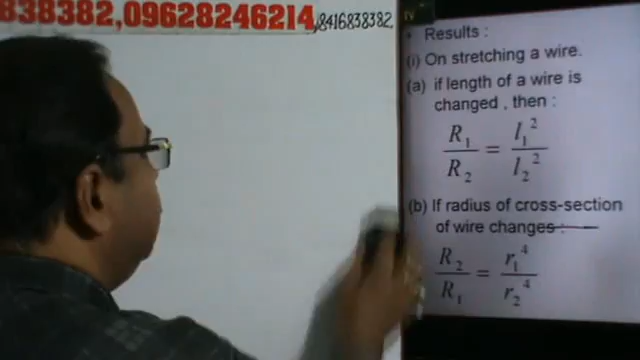 838382,09628246214,8416838382,
• Results :
(i) On stretching a wire.
(a) if length of a wire is
changed , then :
R₁/R₂ = l₁²/l₂²
(b) If radius of cross-section
of wire changes :
R₂/R₁ = r₁⁴/r₂⁴